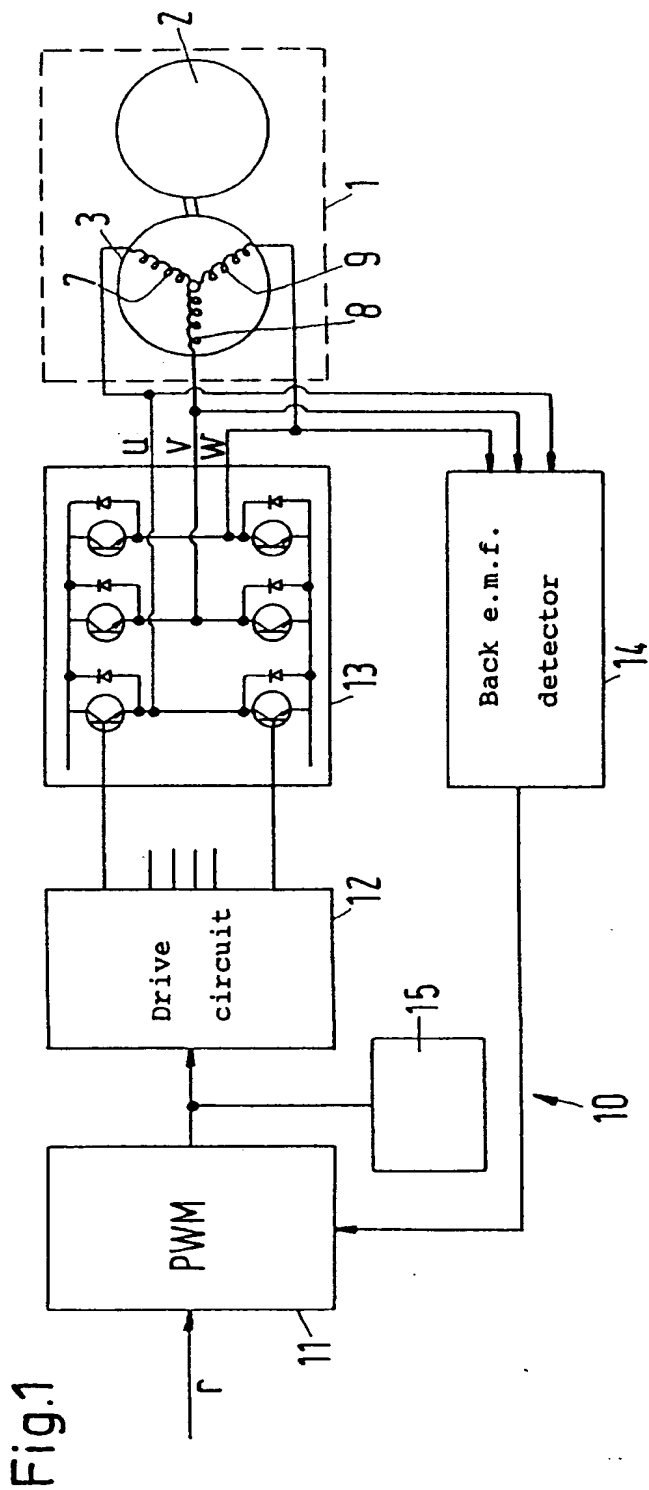 Fig.1
r
PWM
11
15
10
Drive
circuit
12
13
u
v
w
Back e.m.f.
detector
14
7
3
8
9
1
2